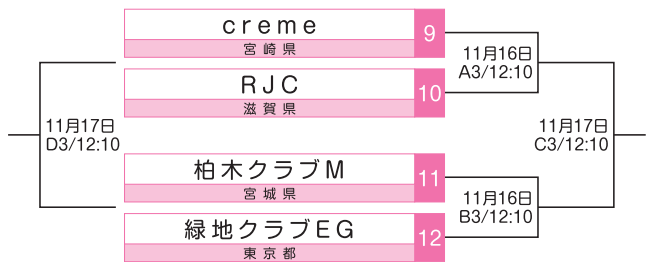 creme
宮崎県
9
RJC
滋賀県
10
11月16日
A3/12:10
11月17日
D3/12:10
11月17日
C3/12:10
柏木クラブM
宮城県
11
緑地クラブEG
東京都
12
11月16日
B3/12:10